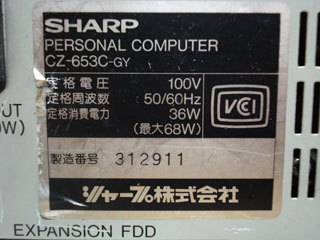 SHARP
PERSONAL COMPUTER
CZ-653C-GY
定格電圧 100V
定格周波数 50/60Hz
定格消費電力 36W
(最大68W)
VCCI
製造番号 312911
シャープ株式会社
EXPANSION FDD